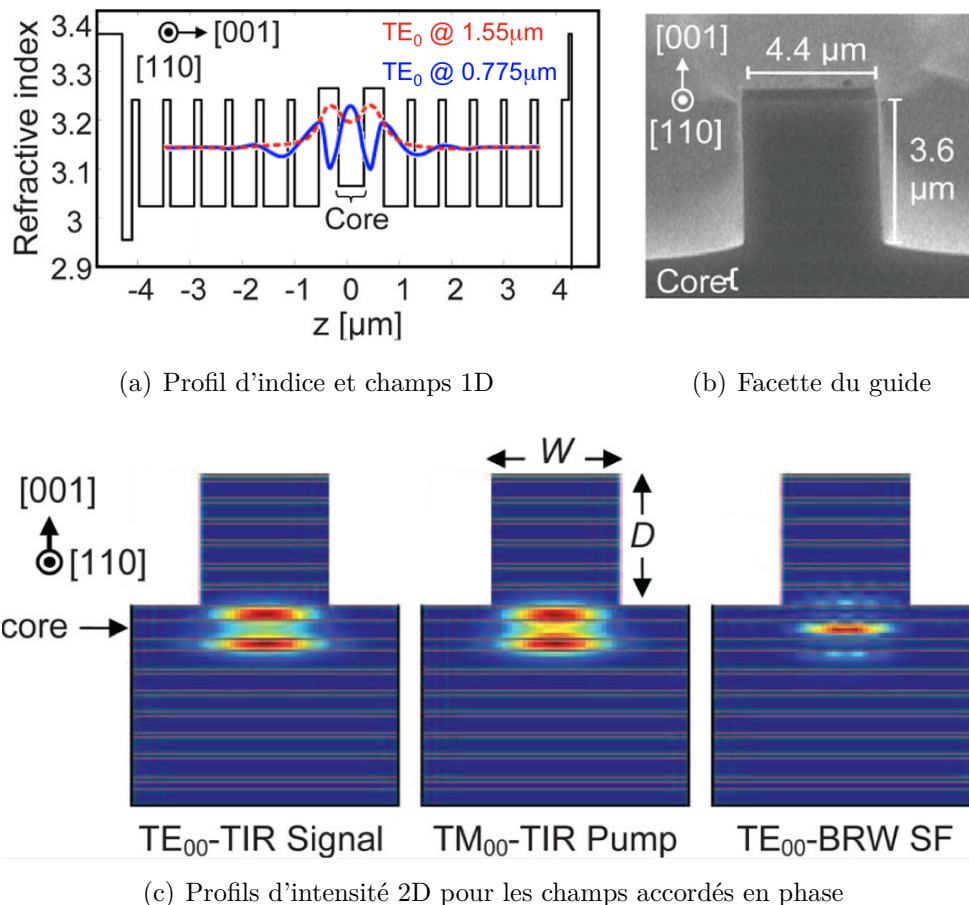 3.4
3.3
3.2
3.1
3
2.9
Refractive index
[001]
[110]
TE0 @ 1.55µm
TE0 @ 0.775µm
Core
-4 -3 -2 -1 0 1 2 3 4
z [µm]
(a) Profil d'indice et champs 1D
[001]
[110]
4.4 µm
3.6
µm
Core
(b) Facette du guide
[001]
[110]
core
W
D
TE00-TIR Signal
TM00-TIR Pump
TE00-BRW SF
(c) Profils d'intensité 2D pour les champs accordés en phase